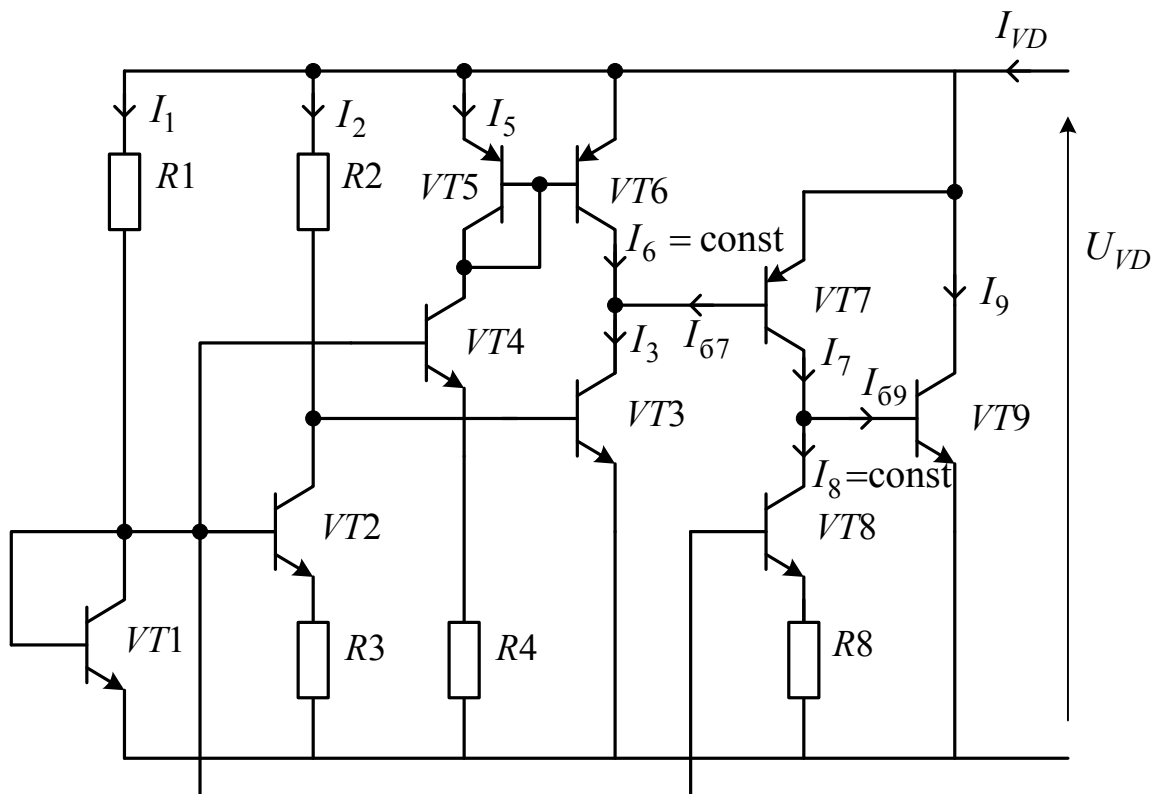 I_VD
I_1
I_2
I_5
R1
R2
VT5
VT6
I_6 = const
U_VD
VT7
I_9
VT4
I_3
I_б7
I_7
I_б9
VT3
VT9
I_8 =const
VT2
VT8
VT1
R3
R4
R8